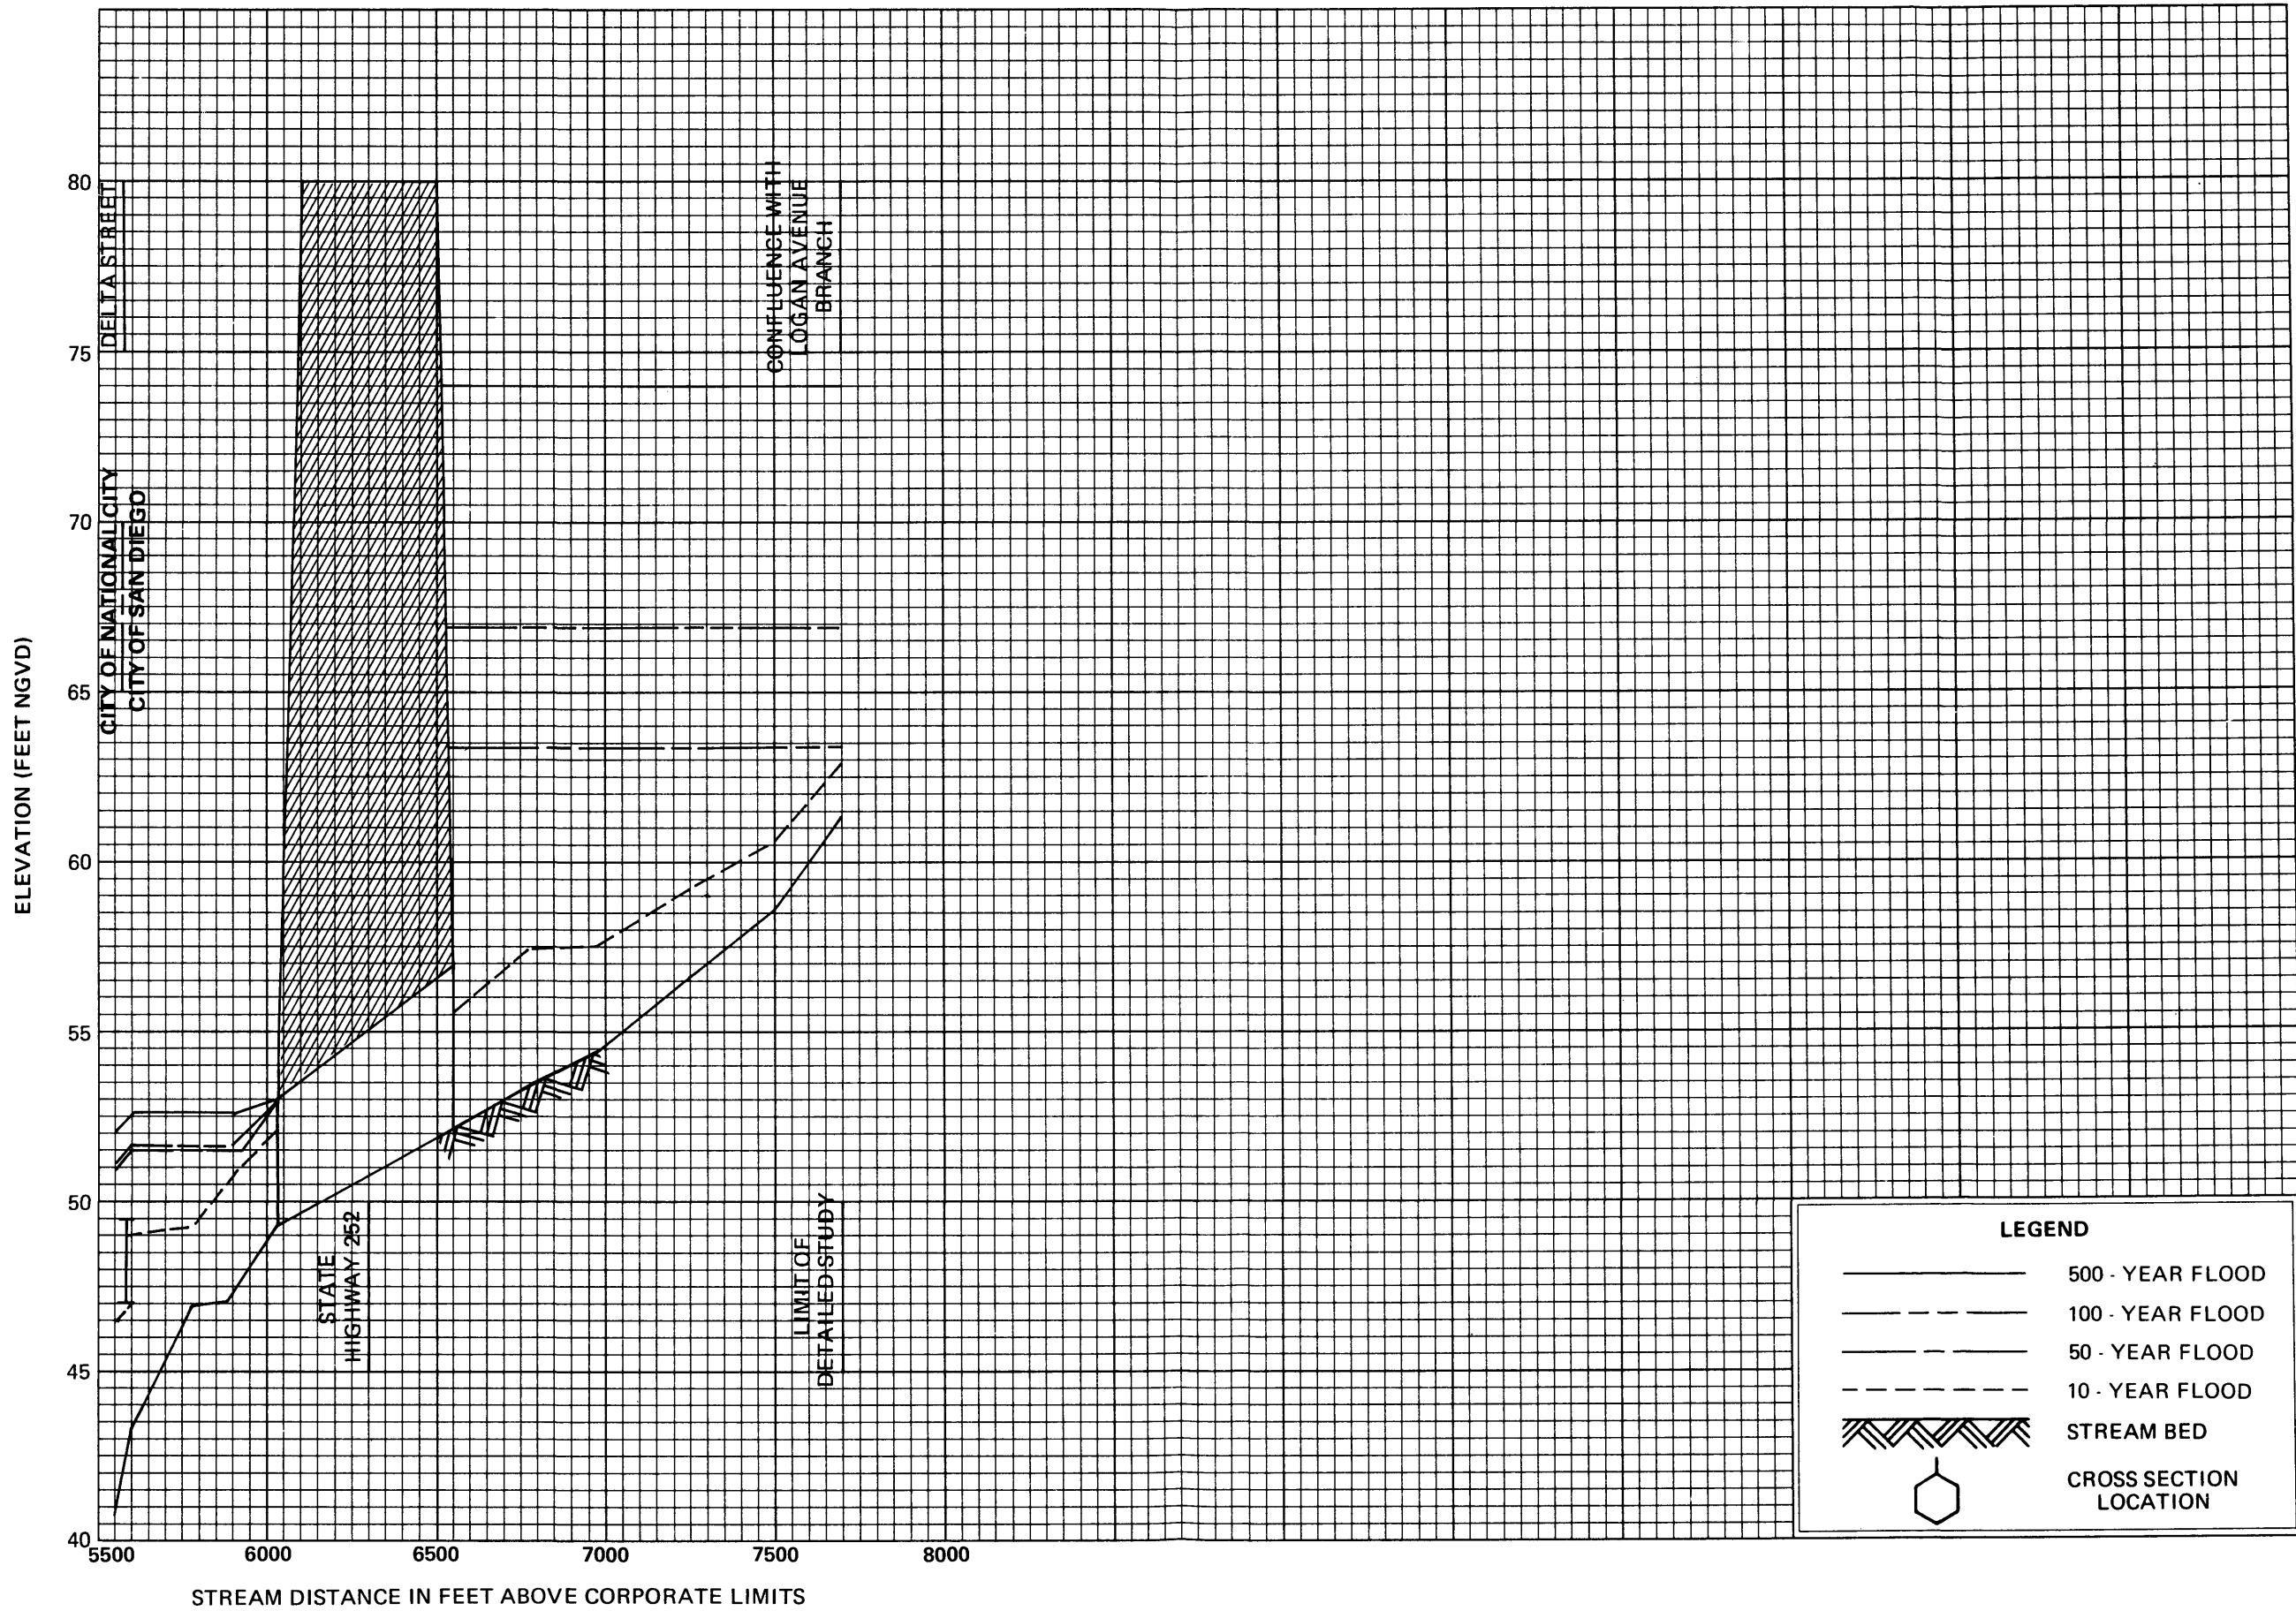 ELEVATION (FEET NGVD)
80
75
70
65
60
55
50
45
40
DELTA STREET
CITY OF NATIONAL CITY
CITY OF SAN DIEGO
CONFLUENCE WITH
LOGAN AVENUE
BRANCH
STATE
HIGHWAY 252
LIMIT OF
DETAILED STUDY
5500
6000
6500
7000
7500
8000
STREAM DISTANCE IN FEET ABOVE CORPORATE LIMITS
LEGEND
500 - YEAR FLOOD
100 - YEAR FLOOD
50 - YEAR FLOOD
10 - YEAR FLOOD
STREAM BED
CROSS SECTION
LOCATION